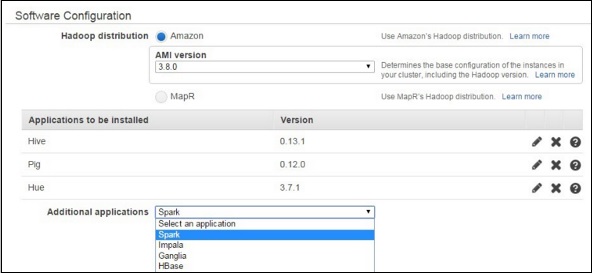 Software Configuration
Hadoop distribution Amazon Use Amazon's Hadoop distribution. Learn more
AMI version
3.8.0
Determines the base configuration of the instances in
your cluster, including the Hadoop version. Learn more
MapR Use MapR's Hadoop distribution. Learn more
Applications to be installed Version
Hive 0.13.1
Pig 0.12.0
Hue 3.7.1
Additional applications Spark
Select an application
Spark
Impala
Ganglia
HBase